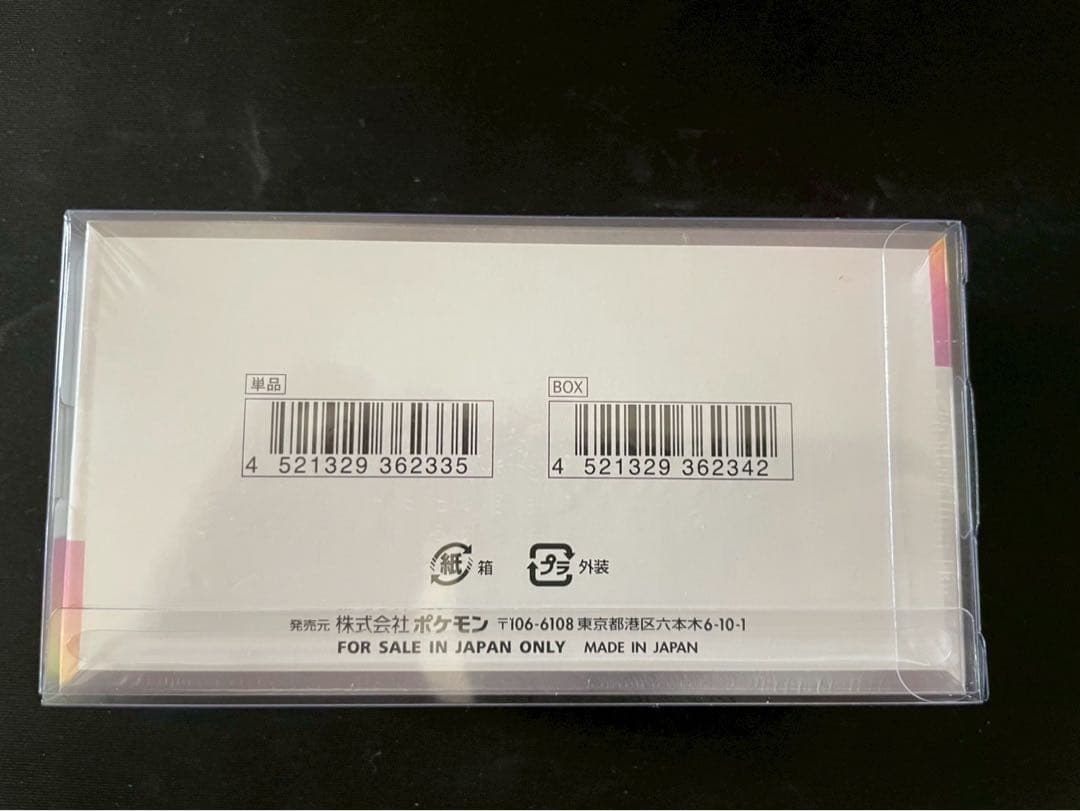 単品
4 521329 362335
BOX
4 521329 362342
紙 箱
プラ 外装
発売元 株式会社ポケモン 〒106-6108 東京都港区六本木6-10-1
FOR SALE IN JAPAN ONLY MADE IN JAPAN